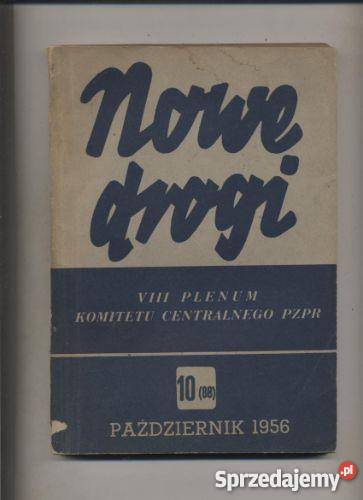 Nowe
drogi
VIII PLENUM
KOMITETU CENTRALNEGO PZPR
10 (88)
PAŹDZIERNIK 1956
Sprzedajemy.pl